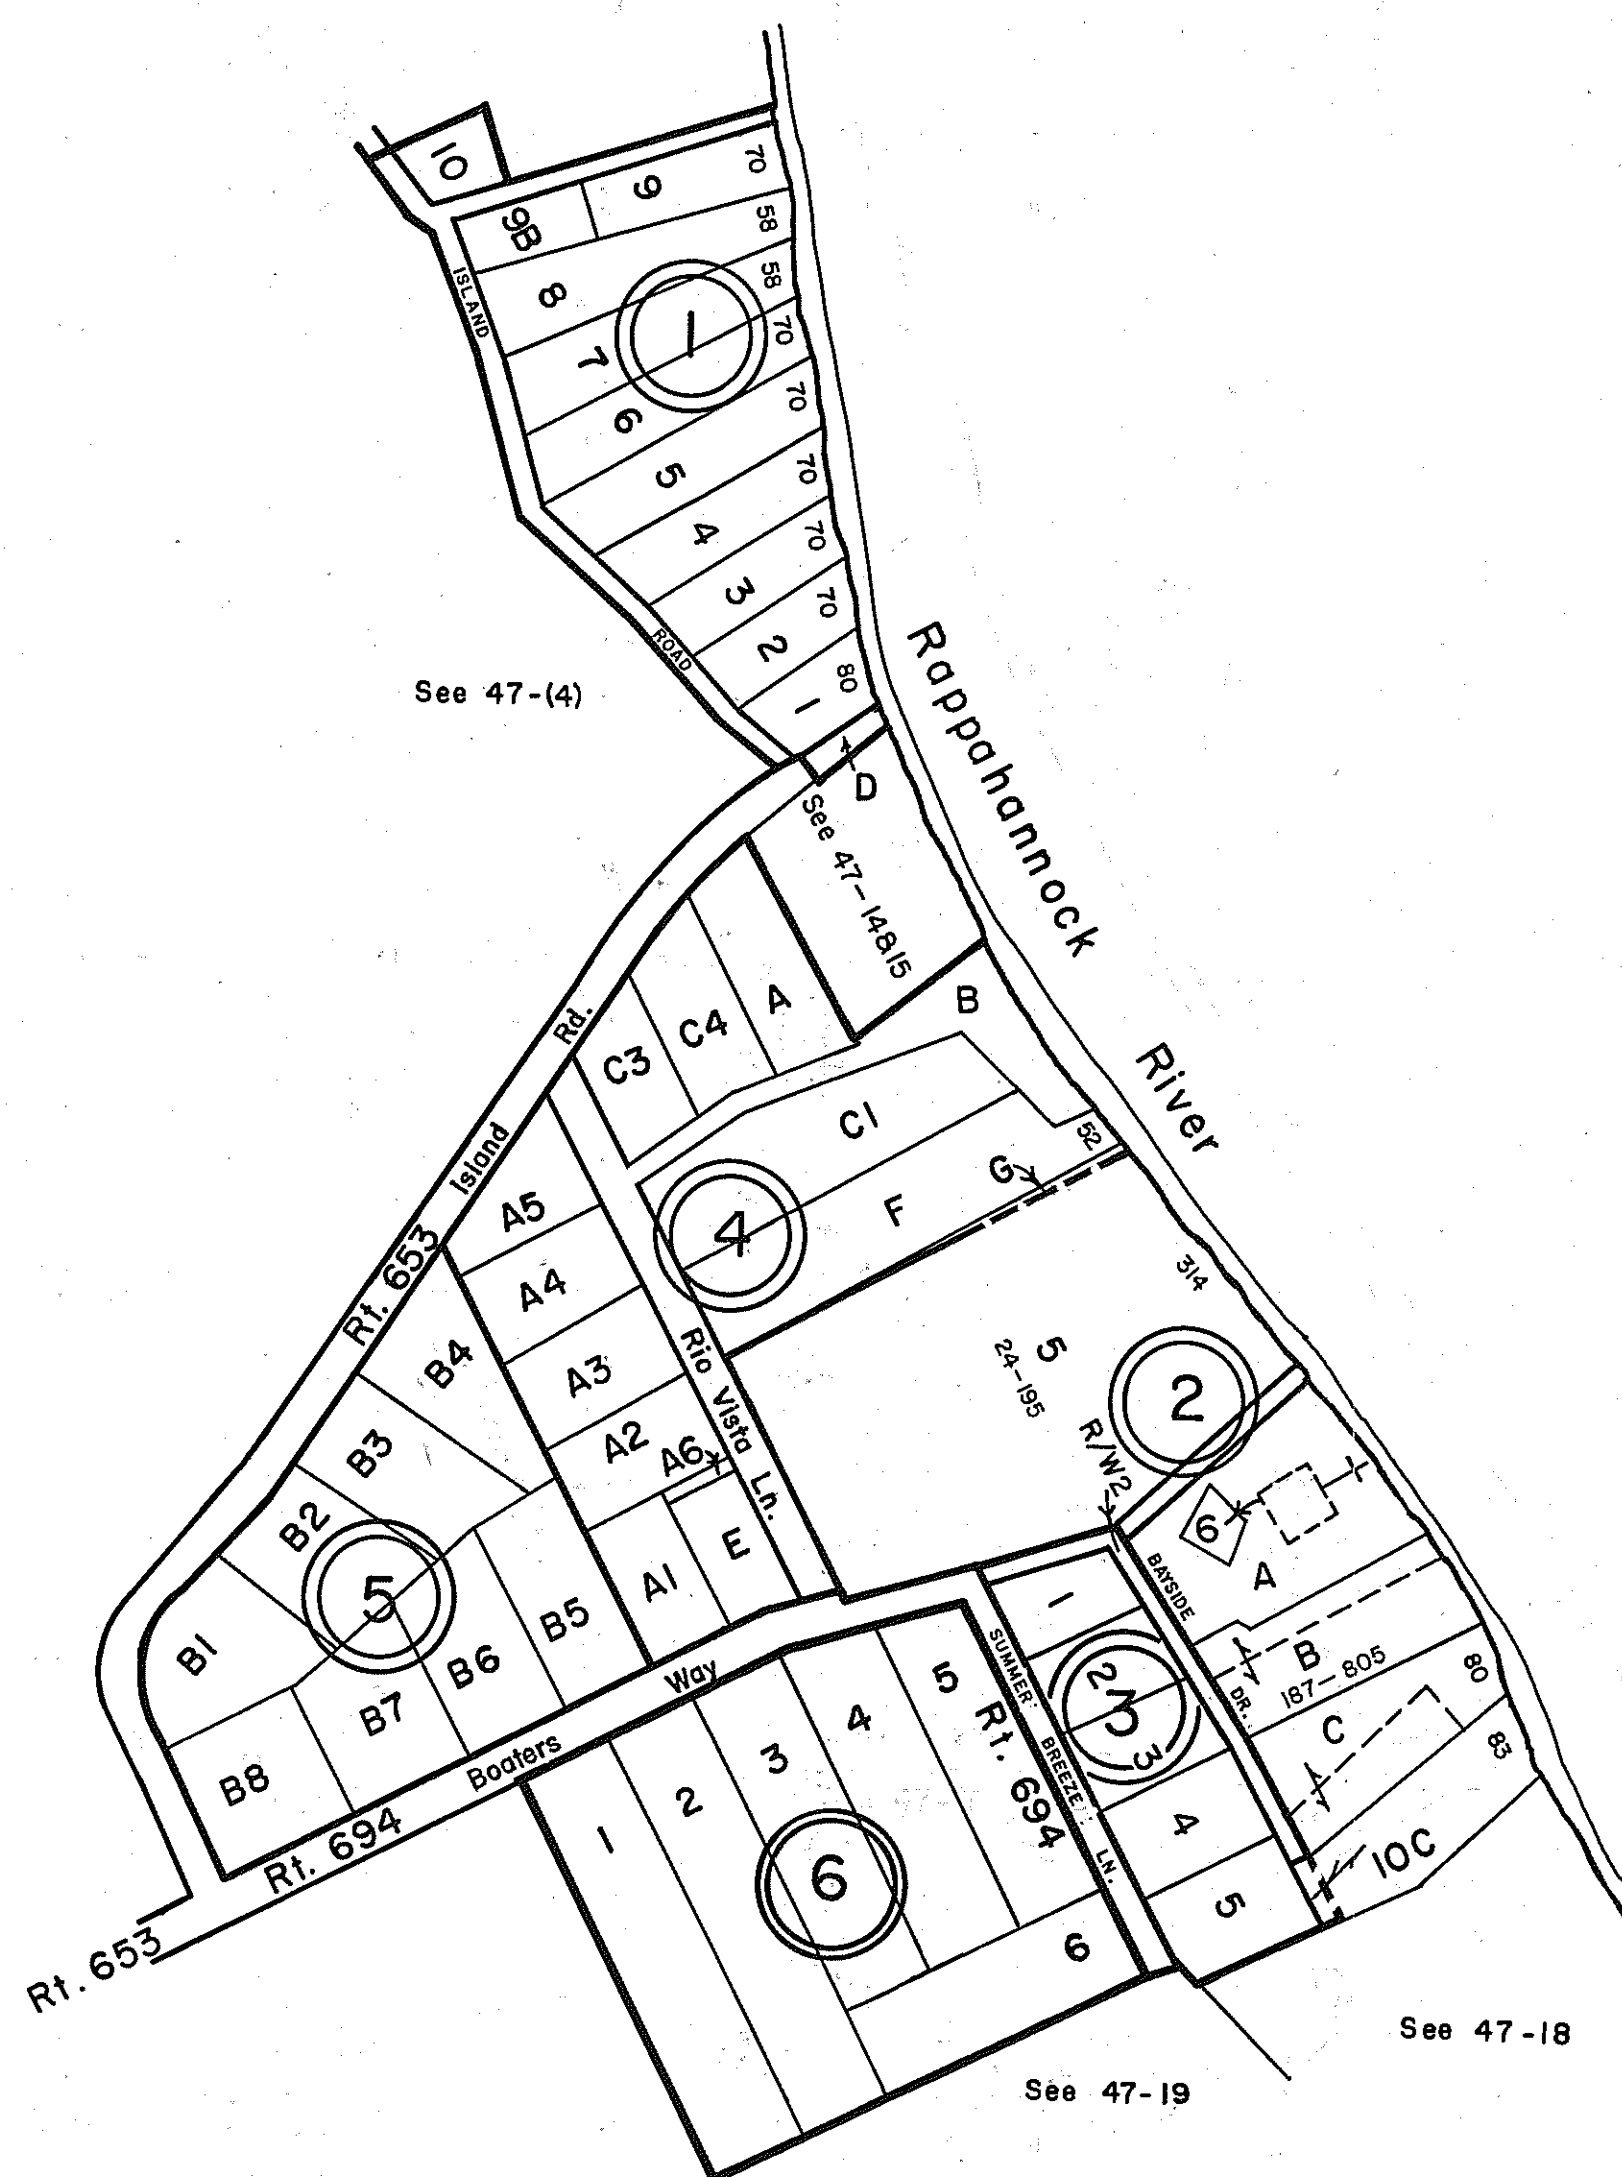 10
9
70
9B
58
8
58
ISLAND
1
70
7
70
6
5
70
4
70
3
70
ROAD
2
80
1
See 47-(4)
D
Rappahannock River
See 47-14&15
B
A
C4
C3
Rd.
C1
52
G
F
4
Island
A5
Rt. 653
A4
314
B4
A3
Rio Vista Ln.
5
24-195
2
R/W2
B3
A2
A6
6
A
B2
E
BAYSIDE DR.
5
A1
1
B5
B1
SUMMER BREEZE LN.
2
B
187-805
80
B6
Way
5
3
B7
4
Rt. 694
3
C
83
B8
Boaters
3
2
Rt. 694
1
4
10C
6
5
6
Rt. 653
See 47-18
See 47-19